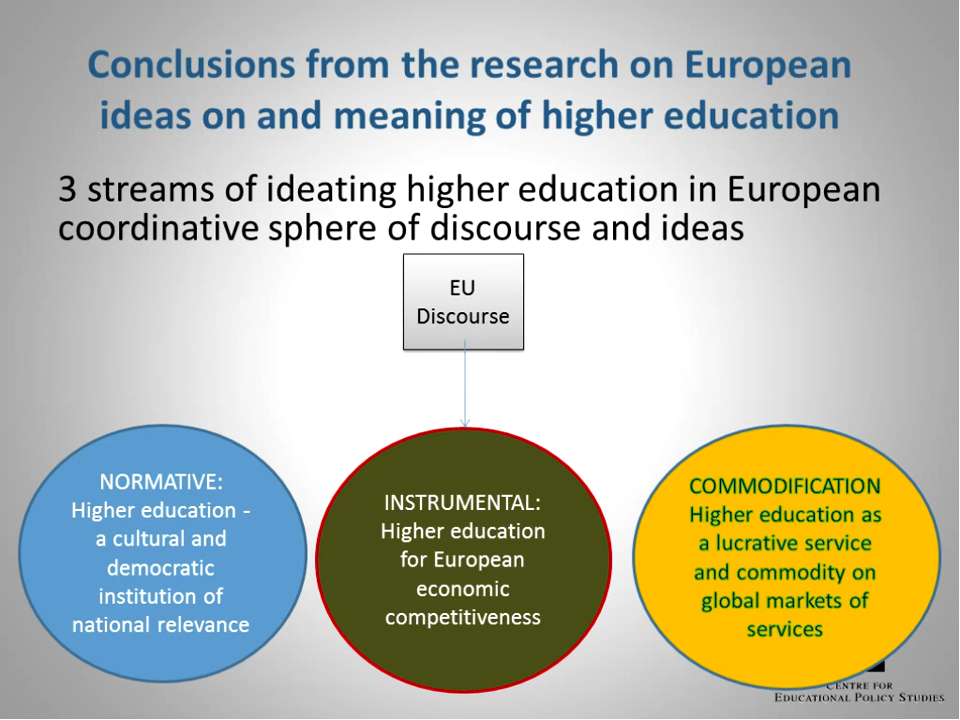 Conclusions from the research on European
ideas on and meaning of higher education
3 streams of ideating higher education in European
coordinative sphere of discourse and ideas
EU
Discourse
NORMATIVE:
Higher education -
a cultural and
democratic
institution of
national relevance
INSTRUMENTAL:
Higher education
for European
economic
competitiveness
COMMODIFICATION
Higher education as
a lucrative service
and commodity on
global markets of
services
CENTRE FOR
EDUCATIONAL POLICY STUDIES